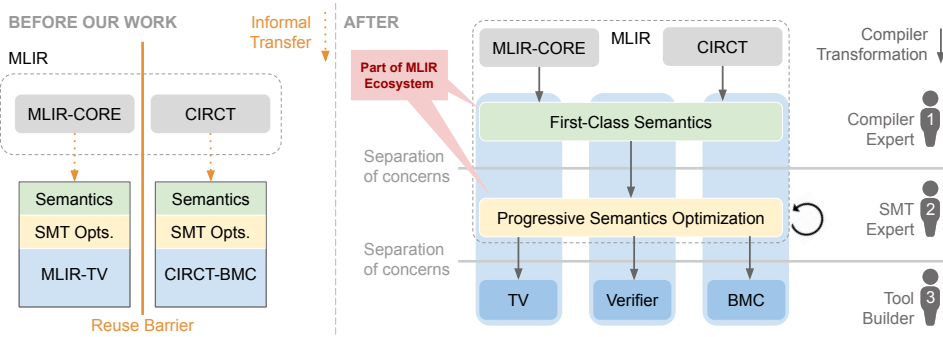 BEFORE OUR WORK
Informal
Transfer
MLIR
MLIR-CORE
CIRCT
Semantics
SMT Opts.
MLIR-TV
Semantics
SMT Opts.
CIRCT-BMC
Reuse Barrier
AFTER
MLIR-CORE
MLIR
CIRCT
Compiler
Transformation
Part of MLIR
Ecosystem
First-Class Semantics
1
Compiler
Expert
Separation
of concerns
Progressive Semantics Optimization
2
SMT
Expert
Separation
of concerns
TV
Verifier
BMC
3
Tool
Builder